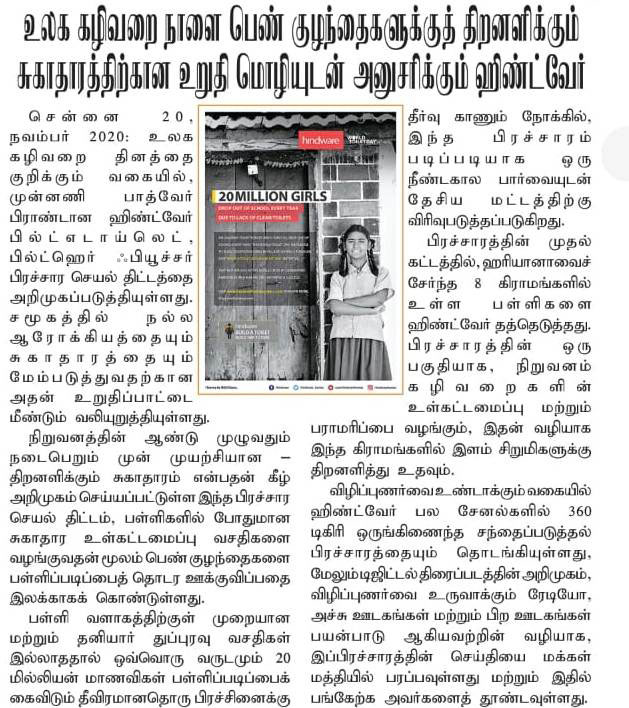 உலக கழிவறை நாளை பெண் குழந்தைகளுக்குத் திறனளிக்கும்
சுகாதாரத்திற்கான உறுதி மொழியுடன் அனுசரிக்கும் ஹிண்ட்வேர்
சென்னை 20,
நவம்பர் 2020: உலக
கழிவறை தினத்தை
குறிக்கும் வகையில்,
முன்னணி பாத்வேர்
பிராண்டான ஹிண்ட்வேர்
பில்ட்எடாய்லெட்,
பில்ட்ஹெர் ஃபியூச்சர்
பிரச்சார செயல் திட்டத்தை
அறிமுகப்படுத்தியுள்ளது.
சமூகத்தில் நல்ல
ஆரோக்கியத்தையும்
சுகாதாரத்தையும்
மேம்படுத்துவதற்கான
அதன் உறுதிப்பாட்டை
மீண்டும் வலியுறுத்தியுள்ளது.
நிறுவனத்தின் ஆண்டு முழுவதும்
நடைபெறும் முன் முயற்சியான –
திறனளிக்கும் சுகாதாரம் என்பதன் கீழ்
அறிமுகம் செய்யப்பட்டுள்ள இந்த பிரச்சார
செயல் திட்டம், பள்ளிகளில் போதுமான
சுகாதார உள்கட்டமைப்பு வசதிகளை
வழங்குவதன் மூலம் பெண் குழந்தைகளை
பள்ளிப்படிப்பைத் தொடர ஊக்குவிப்பதை
இலக்காகக் கொண்டுள்ளது.
பள்ளி வளாகத்திற்குள் முறையான
மற்றும் தனியார் துப்புரவு வசதிகள்
இல்லாததால் ஒவ்வொரு வருடமும் 20
மில்லியன் மாணவிகள் பள்ளிப்படிப்பைக்
கைவிடும் தீவிரமானதொரு பிரச்சினைக்கு
hindware WORLD TOILET DAY
20 MILLION GIRLS
DROP OUT OF SCHOOL EVERY YEAR
DUE TO LACK OF CLEAN TOILETS
hindware
BUILD A TOILET
தீர்வு காணும் நோக்கில்,
இந்த பிரச்சாரம்
படிப்படியாக ஒரு
நீண்டகால பார்வையுடன்
தேசிய மட்டத்திற்கு
விரிவுபடுத்தப்படுகிறது.
பிரச்சாரத்தின் முதல்
கட்டத்தில், ஹரியானாவைச்
சேர்ந்த 8 கிராமங்களில்
உள்ள பள்ளிகளை
ஹிண்ட்வேர் தத்தெடுத்தது.
பிரச்சாரத்தின் ஒரு
பகுதியாக, நிறுவனம்
கழிவறைகளின்
உள்கட்டமைப்பு மற்றும்
பராமரிப்பை வழங்கும், இதன் வழியாக
இந்த கிராமங்களில் இளம் சிறுமிகளுக்கு
திறனளித்து உதவும்.
விழிப்புணர்வை உண்டாக்கும் வகையில்
ஹிண்ட்வேர் பல சேனல்களில் 360
டிகிரி ஒருங்கிணைந்த சந்தைப்படுத்தல்
பிரச்சாரத்தையும் தொடங்கியுள்ளது,
மேலும் டிஜிட்டல் திரைப்படத்தின் அறிமுகம்,
விழிப்புணர்வை உருவாக்கும் ரேடியோ,
அச்சு ஊடகங்கள் மற்றும் பிற ஊடகங்கள்
பயன்பாடு ஆகியவற்றின் வழியாக,
இப்பிரச்சாரத்தின் செய்தியை மக்கள்
மத்தியில் பரப்பவுள்ளது மற்றும் இதில்
பங்கேற்க அவர்களைத் தூண்டவுள்ளது.